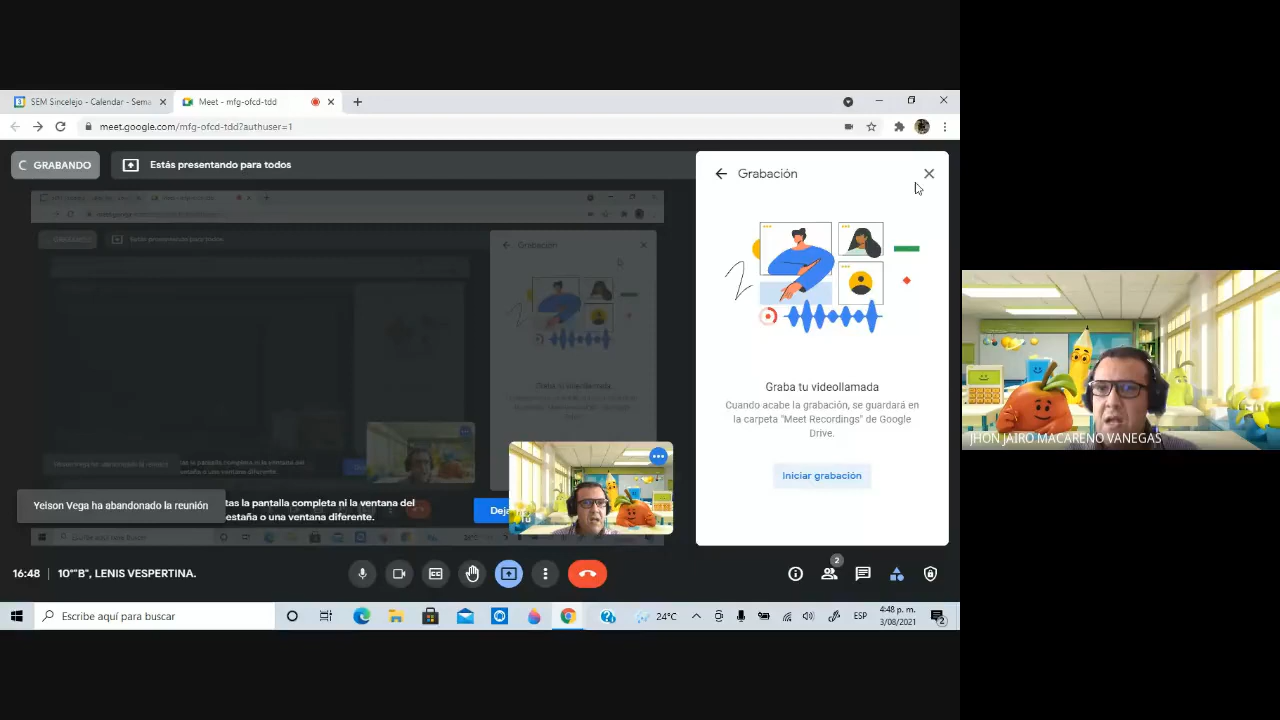 SEM Sincelejo - Calendar - Sema
Meet - mfg-ofcd-tdd
meet.google.com/mfg-ofcd-tdd?authuser=1
GRABANDO
Estás presentando para todos
Grabación
Graba tu videollamada
Cuando acabe la grabación, se guardará en
la carpeta "Meet Recordings" de Google
Drive.
Iniciar grabación
Yeison Vega ha abandonado la reunión
tas la pantalla completa ni la ventana del
estaña o una ventana diferente.
Deja
Tú
JHON JAIRO MACARENO VANEGAS
16:48 | 10°"B", LENIS VESPERTINA.
2
Escribe aquí para buscar
24°C
ESP
4:48 p. m.
3/08/2021
2